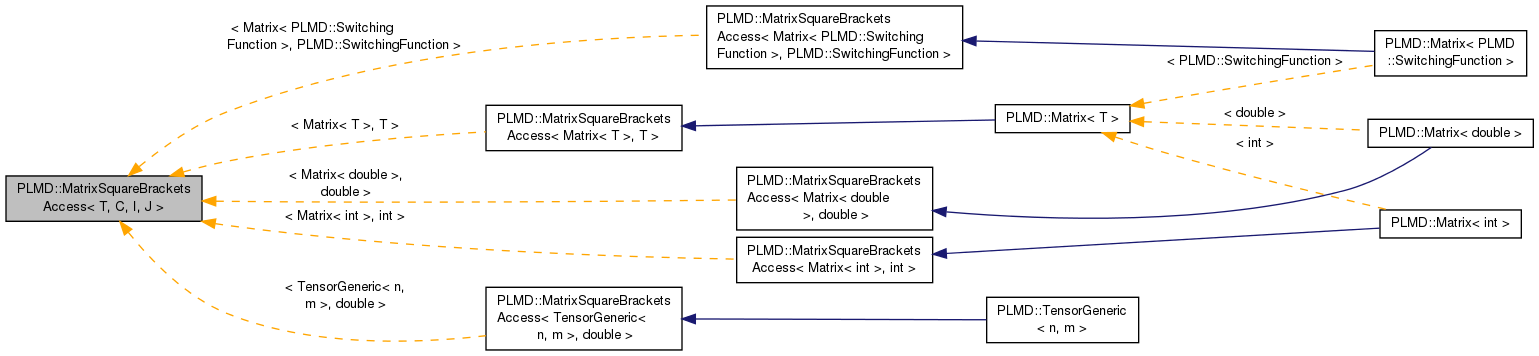 PLMD::MatrixSquareBrackets
Access< T, C, I, J >
< Matrix< PLMD::Switching
Function >, PLMD::SwitchingFunction >
< Matrix< T >, T >
< Matrix< double >,
double >
< Matrix< int >, int >
< TensorGeneric< n,
m >, double >
PLMD::MatrixSquareBrackets
Access< Matrix< PLMD::Switching
Function >, PLMD::SwitchingFunction >
PLMD::MatrixSquareBrackets
Access< Matrix< T >, T >
PLMD::MatrixSquareBrackets
Access< Matrix< double
>, double >
PLMD::MatrixSquareBrackets
Access< Matrix< int >, int >
PLMD::MatrixSquareBrackets
Access< TensorGeneric<
n, m >, double >
PLMD::Matrix< T >
PLMD::TensorGeneric
< n, m >
< PLMD::SwitchingFunction >
< double >
< int >
PLMD::Matrix< PLMD
::SwitchingFunction >
PLMD::Matrix< double >
PLMD::Matrix< int >